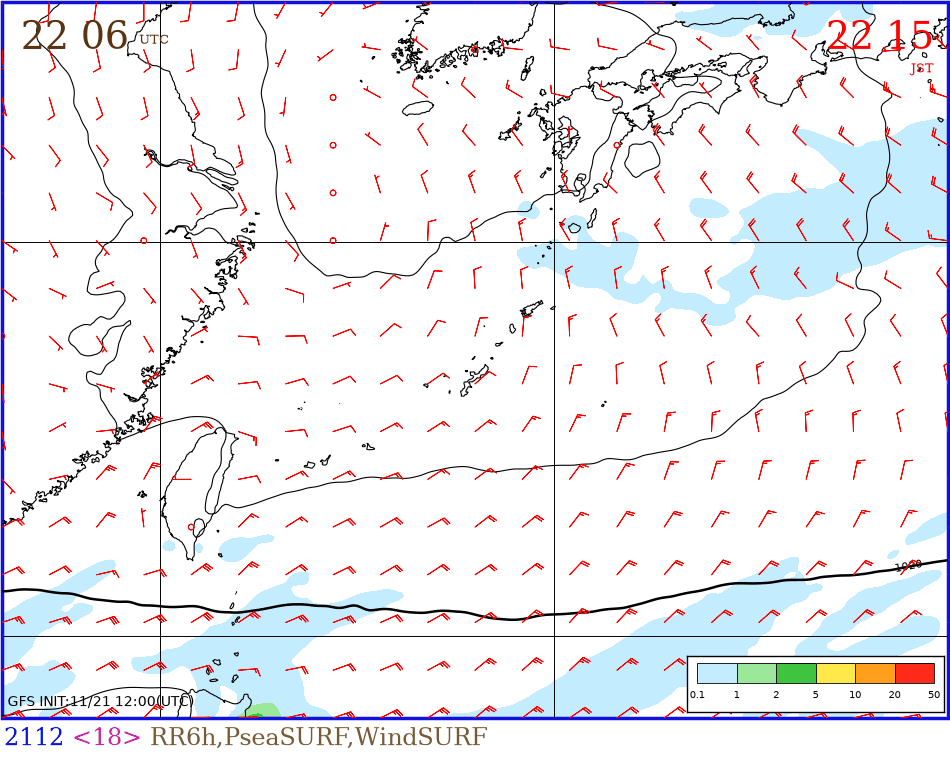 22 06 UTC
22 15 JST
1020
0.1 1 2 5 10 20 50
GFS INIT:11/21 12:00(UTC)
2112 <18> RR6h,PseaSURF,WindSURF